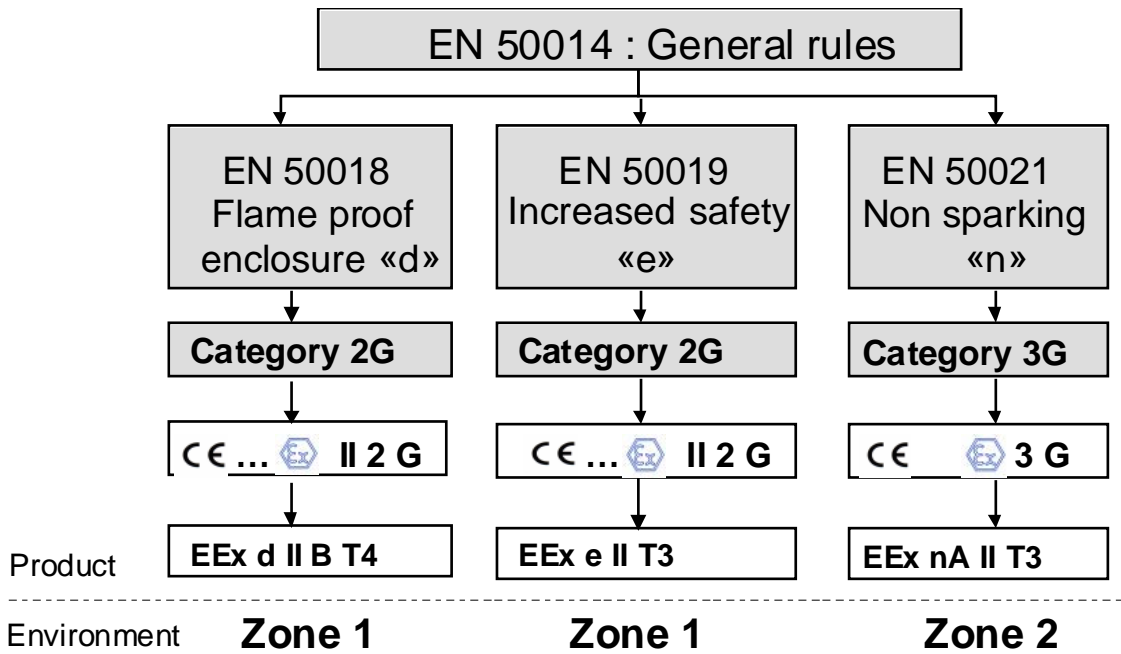 EN 50014 : General rules
EN 50018
Flame proof
enclosure «d»
EN 50019
Increased safety
«e»
EN 50021
Non sparking
«n»
Category 2G
Category 2G
Category 3G
CE ... Ex II 2 G
CE ... Ex II 2 G
CE Ex 3 G
EEx d II B T4
EEx e II T3
EEx nA II T3
Product
Environment
Zone 1
Zone 1
Zone 2